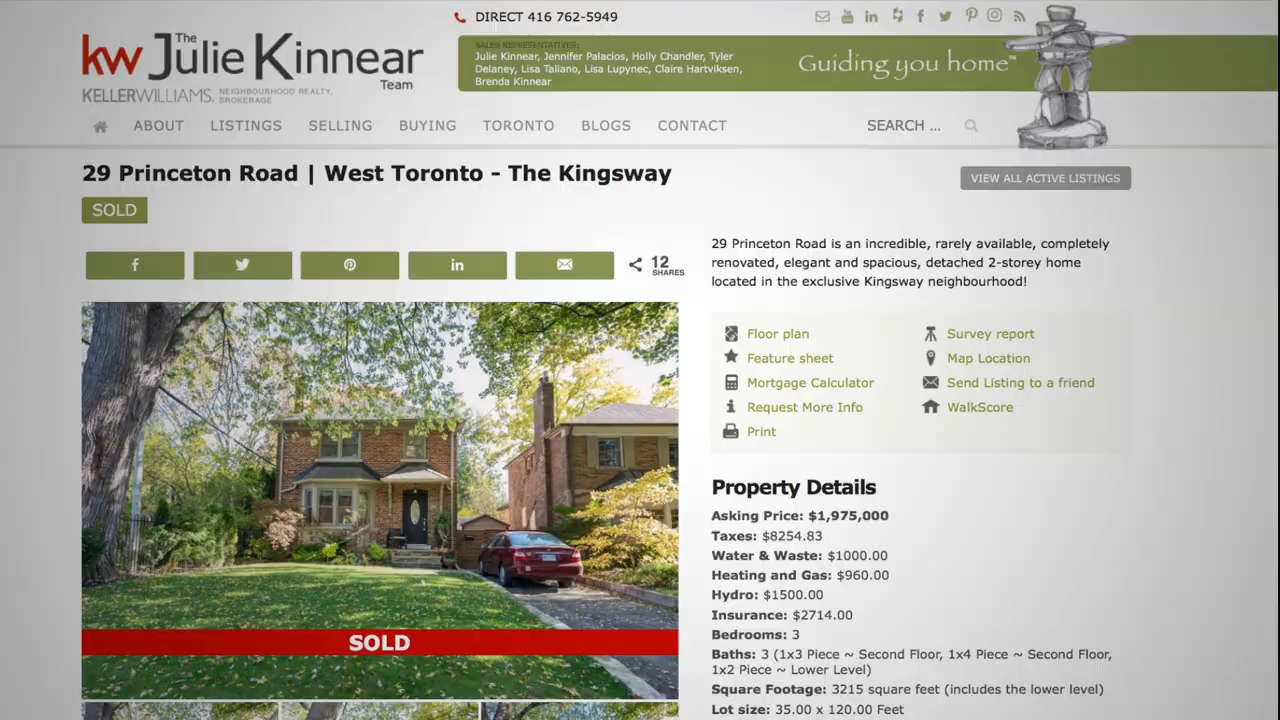 DIRECT 416 762-5949
kw The Julie Kinnear Team
KELLERWILLIAMS. NEIGHBOURHOOD REALTY, BROKERAGE
SALES REPRESENTATIVES:
Julie Kinnear, Jennifer Palacios, Holly Chandler, Tyler
Delaney, Lisa Taliano, Lisa Lupynec, Claire Hartviksen,
Brenda Kinnear
Guiding you home™
ABOUT LISTINGS SELLING BUYING TORONTO BLOGS CONTACT SEARCH ...
29 Princeton Road | West Toronto - The Kingsway
VIEW ALL ACTIVE LISTINGS
SOLD
12
SHARES
29 Princeton Road is an incredible, rarely available, completely
renovated, elegant and spacious, detached 2-storey home
located in the exclusive Kingsway neighbourhood!
Floor plan
Survey report
Feature sheet
Map Location
Mortgage Calculator
Send Listing to a friend
Request More Info
WalkScore
Print
SOLD
Property Details
Asking Price: $1,975,000
Taxes: $8254.83
Water & Waste: $1000.00
Heating and Gas: $960.00
Hydro: $1500.00
Insurance: $2714.00
Bedrooms: 3
Baths: 3 (1x3 Piece ~ Second Floor, 1x4 Piece ~ Second Floor,
1x2 Piece ~ Lower Level)
Square Footage: 3215 square feet (includes the lower level)
Lot size: 35.00 x 120.00 Feet